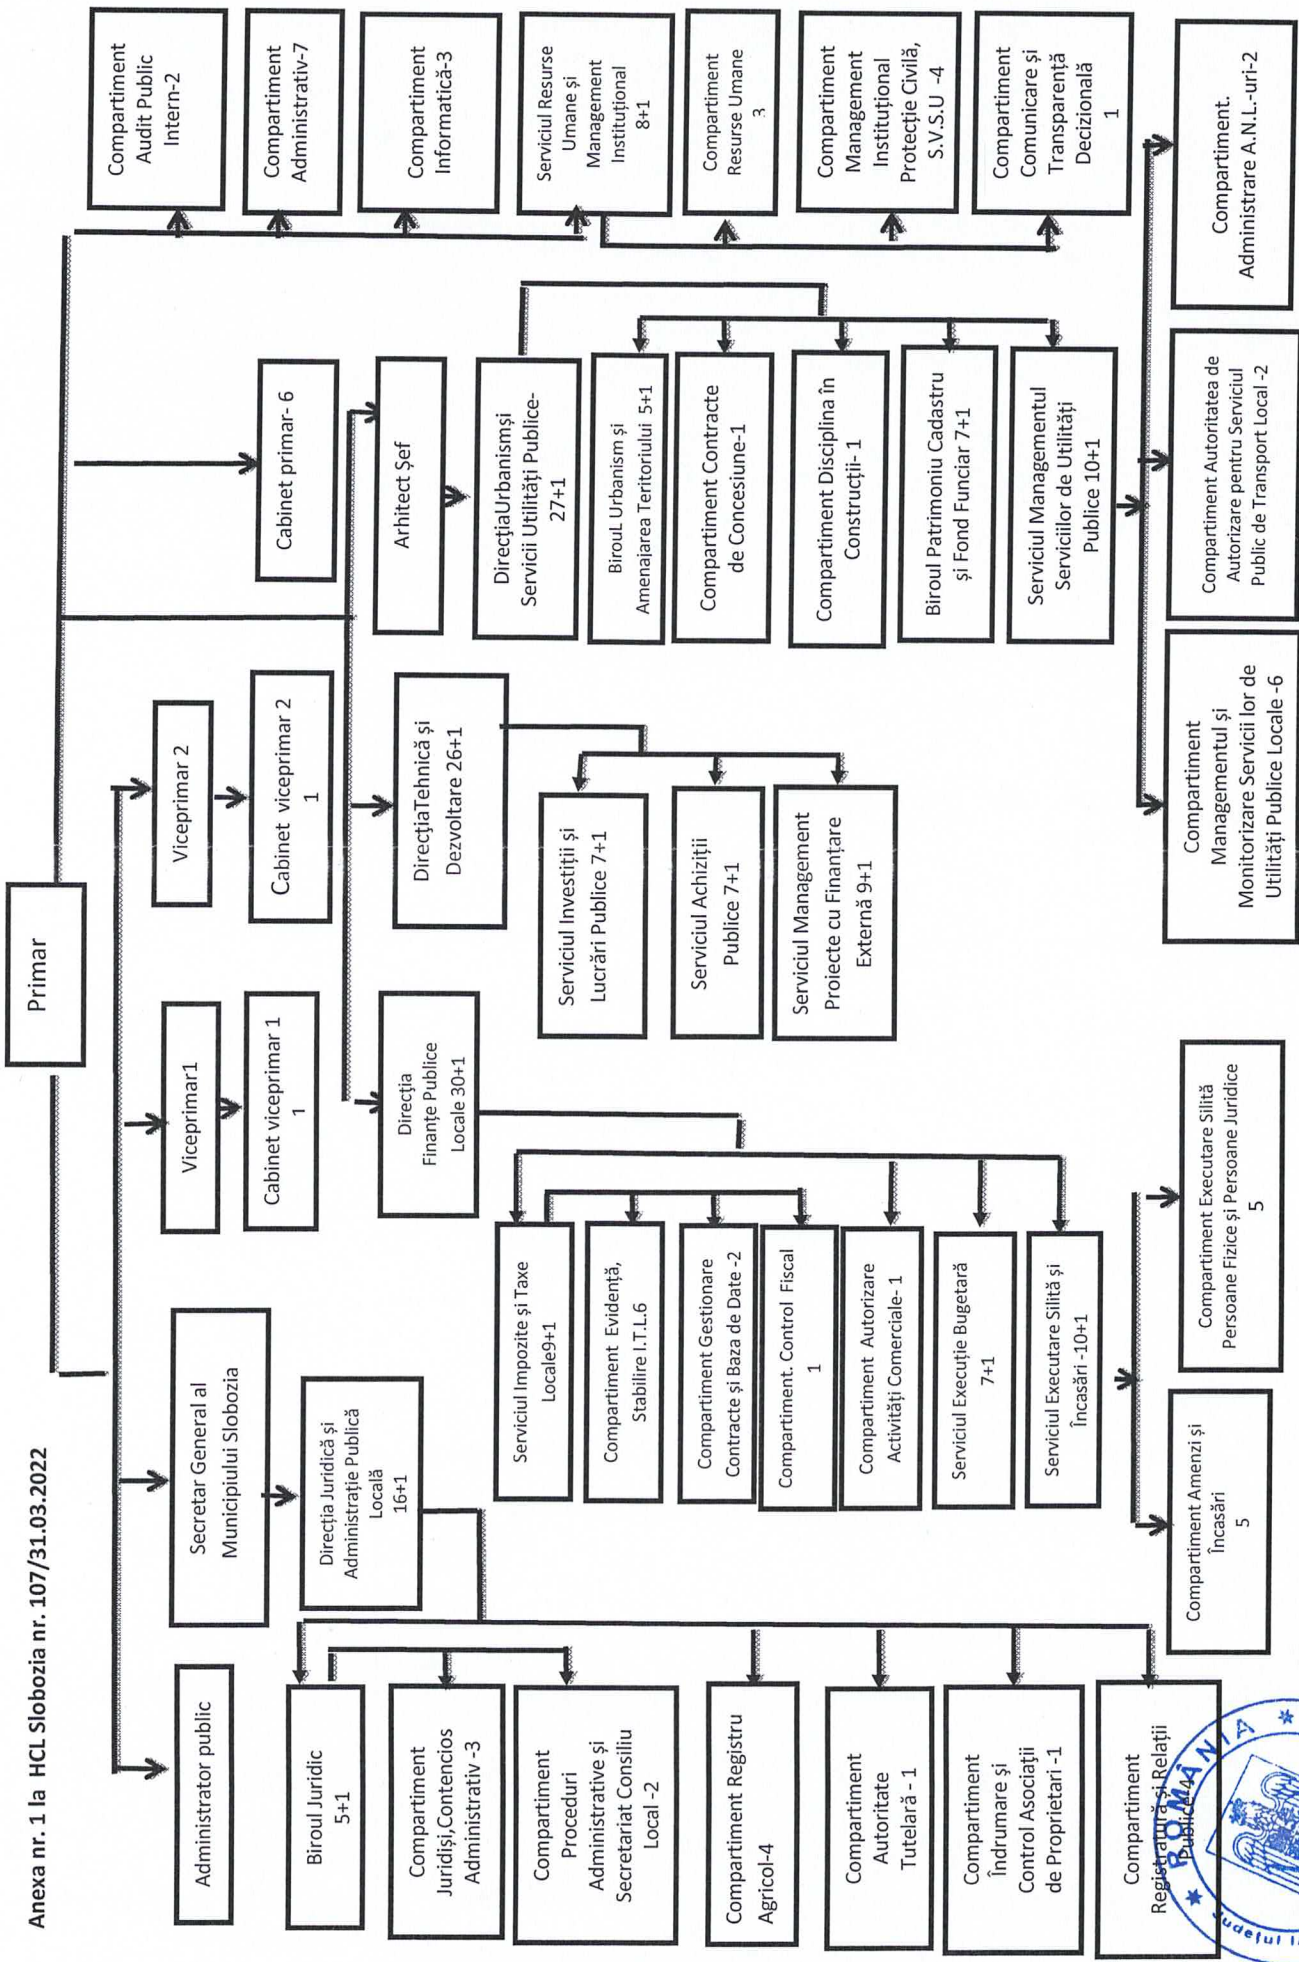 Anexa nr. 1 la HCL Slobozia nr. 107/31.03.2022
Primar
Administrator public
Secretar General al
Municipiului Slobozia
Viceprimar1
Viceprimar 2
Cabinet viceprimar 1
1
Cabinet viceprimar 2
1
Cabinet primar- 6
Compartiment
Audit Public
Intern-2
Compartiment
Administrativ-7
Compartiment
Informatică-3
Serviciul Resurse
Umane și
Management
Instituțional
8+1
Compartiment
Resurse Umane
3
Compartiment
Management
Instituțional
Protecție Civilă,
S.V.S.U -4
Compartiment
Comunicare și
Transparență
Decizională
1
Direcția Juridică și
Administrație Publică
Locală
16+1
Biroul Juridic
5+1
Compartiment
Juridiși,Contencios
Administrativ -3
Compartiment
Proceduri
Administrative și
Secretariat Consiliu
Local -2
Compartiment Registru
Agricol-4
Compartiment
Autoritate
Tutelară - 1
Compartiment
Îndrumare și
Control Asociații
de Proprietari -1
Compartiment
Registratură și Relații
Publice-4
Direcția
Finanțe Publice
Locale 30+1
Serviciul Impozite și Taxe
Locale9+1
Compartiment Evidență,
Stabilire I.T.L.6
Compartiment Gestionare
Contracte și Baza de Date -2
Compartiment. Control Fiscal
1
Compartiment Autorizare
Activități Comerciale- 1
Serviciul Execuție Bugetară
7+1
Serviciul Executare Silită și
Încasări -10+1
Compartiment Amenzi și
Încasări
5
Compartiment Executare Silită
Persoane Fizice și Persoane Juridice
5
DirecțiaTehnică și
Dezvoltare 26+1
Serviciul Investiții și
Lucrări Publice 7+1
Serviciul Achiziții
Publice 7+1
Serviciul Management
Proiecte cu Finanțare
Externă 9+1
Arhitect Șef
DirecțiaUrbanismși
Servicii Utilități Publice-
27+1
BirouL Urbanism și
Amenajarea Teritoriului 5+1
Compartiment Contracte
de Concesiune-1
Compartiment Disciplina în
Construcții- 1
Biroul Patrimoniu Cadastru
și Fond Funciar 7+1
Serviciul Managementul
Serviciilor de Utilități
Publice 10+1
Compartiment
Managementul și
Monitorizare Servicii lor de
Utilități Publice Locale -6
Compartiment Autoritatea de
Autorizare pentru Serviciul
Public de Transport Local -2
Compartiment.
Administrare A.N.L.-uri-2
ROMÂNIA
Județul